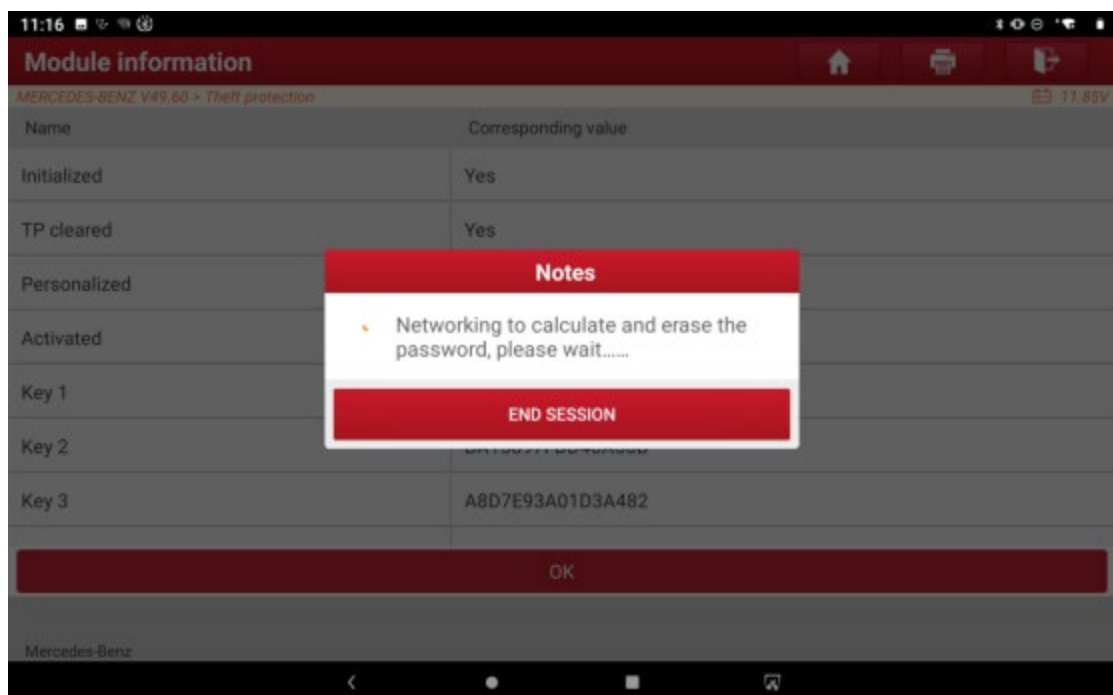 11:16
Module information
MERCEDES-BENZ V49.60 > Theft protection
11.85V
Name Corresponding value
Initialized Yes
TP cleared Yes
Personalized
Activated
Key 1
Key 2
Key 3 A8D7E93A01D3A482
Notes
Networking to calculate and erase the
password, please wait......
END SESSION
OK
Mercedes-Benz